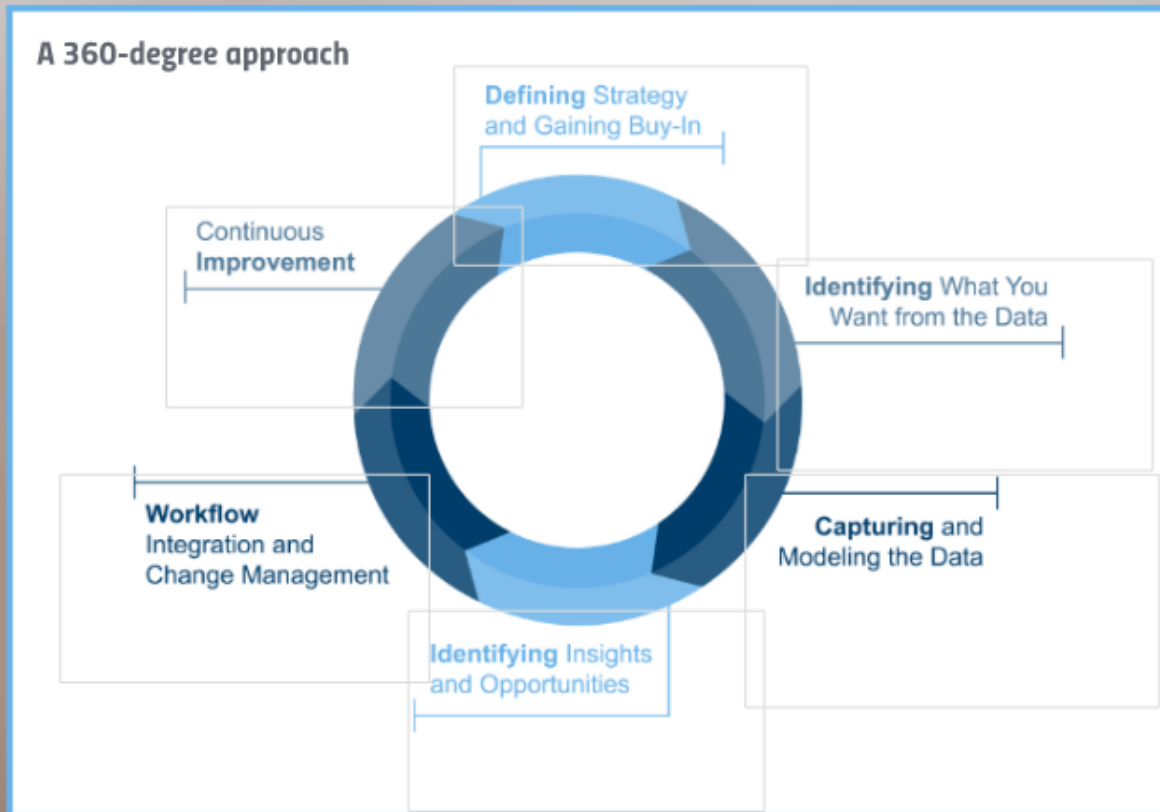 A 360-degree approach
Defining Strategy
and Gaining Buy-In
Identifying What You
Want from the Data
Capturing and
Modeling the Data
Identifying Insights
and Opportunities
Workflow
Integration and
Change Management
Continuous
Improvement